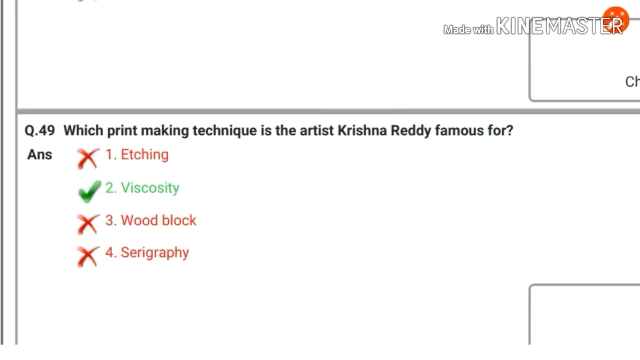 Made with KINEMASTER
Ch
Q.49 Which print making technique is the artist Krishna Reddy famous for?
Ans 1. Etching
2. Viscosity
3. Wood block
4. Serigraphy